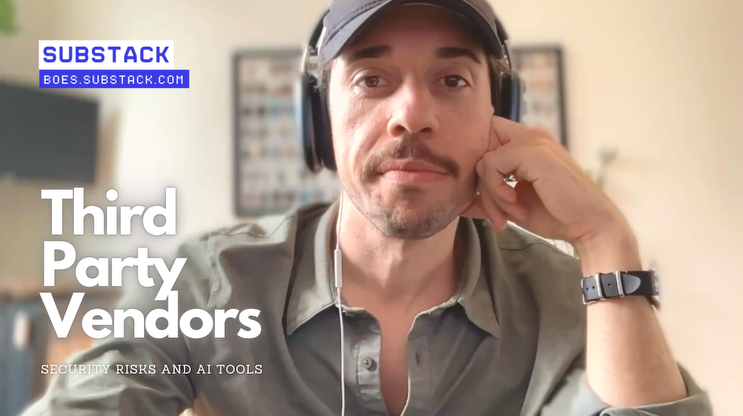 SUBSTACK
BOES.SUBSTACK.COM
Third
Party
Vendors
SECURITY RISKS AND AI TOOLS